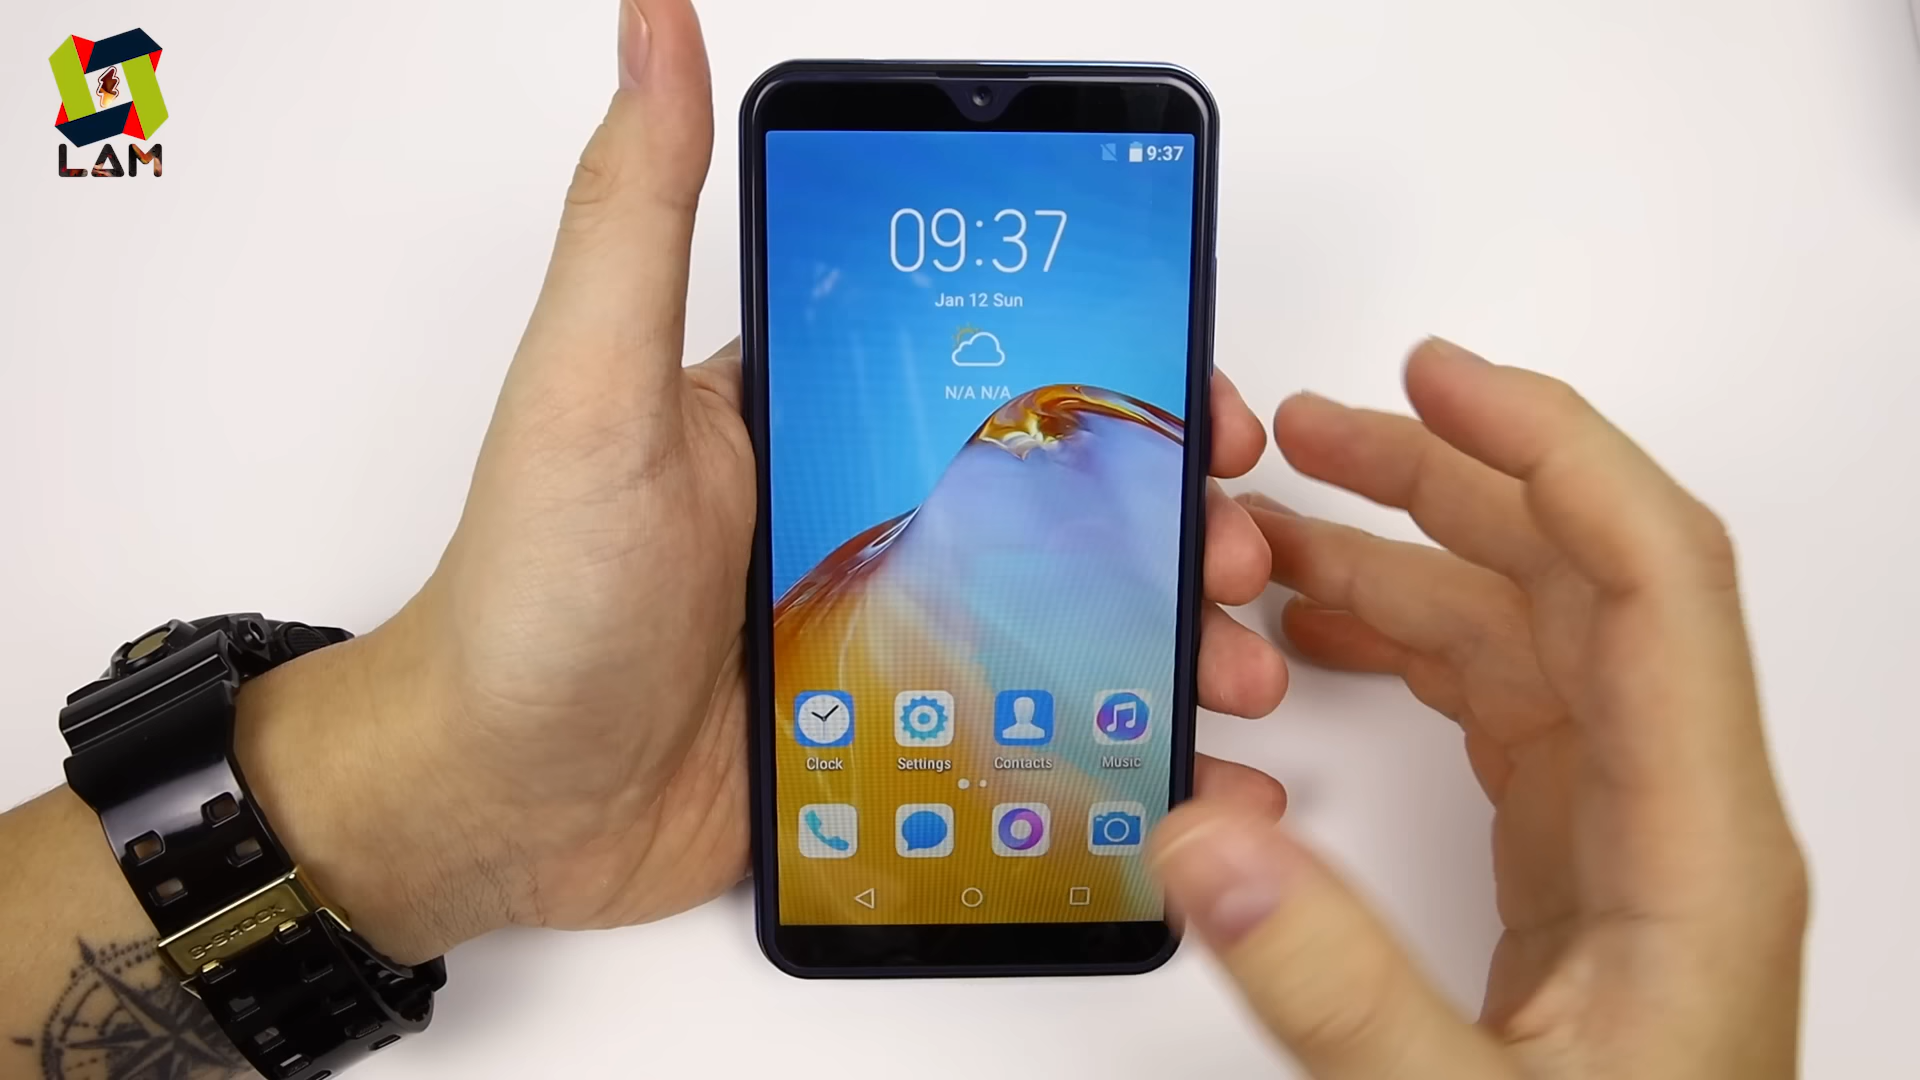 LAM
9:37
09:37
Jan 12 Sun
N/A N/A
Clock Settings Contacts Music
G-SHOCK